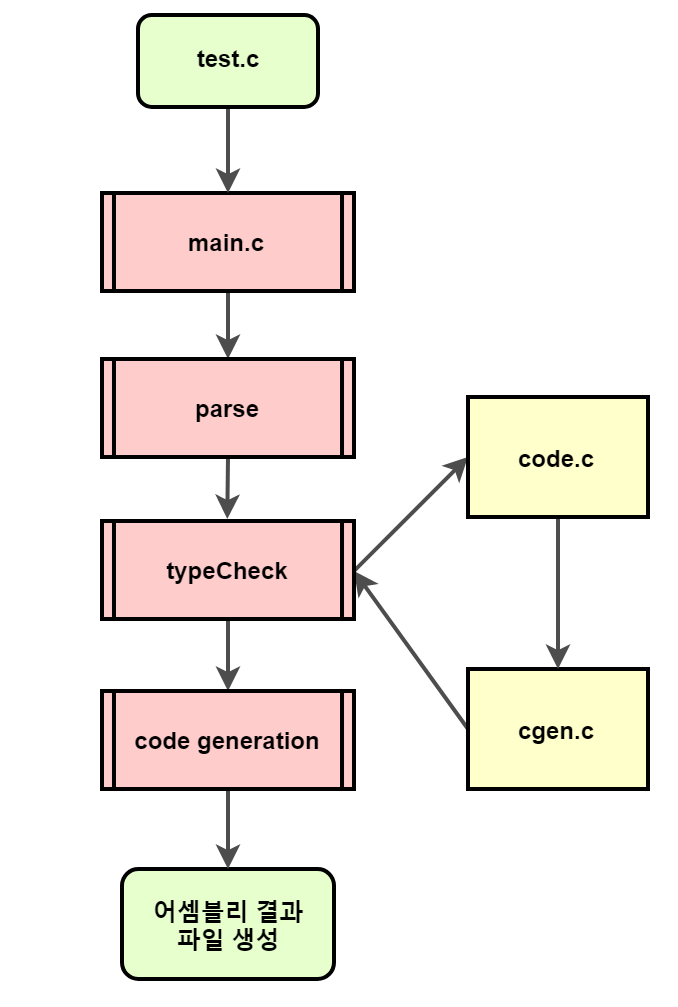 test.c
main.c
parse
code.c
typeCheck
cgen.c
code generation
어셈블리 결과
파일 생성